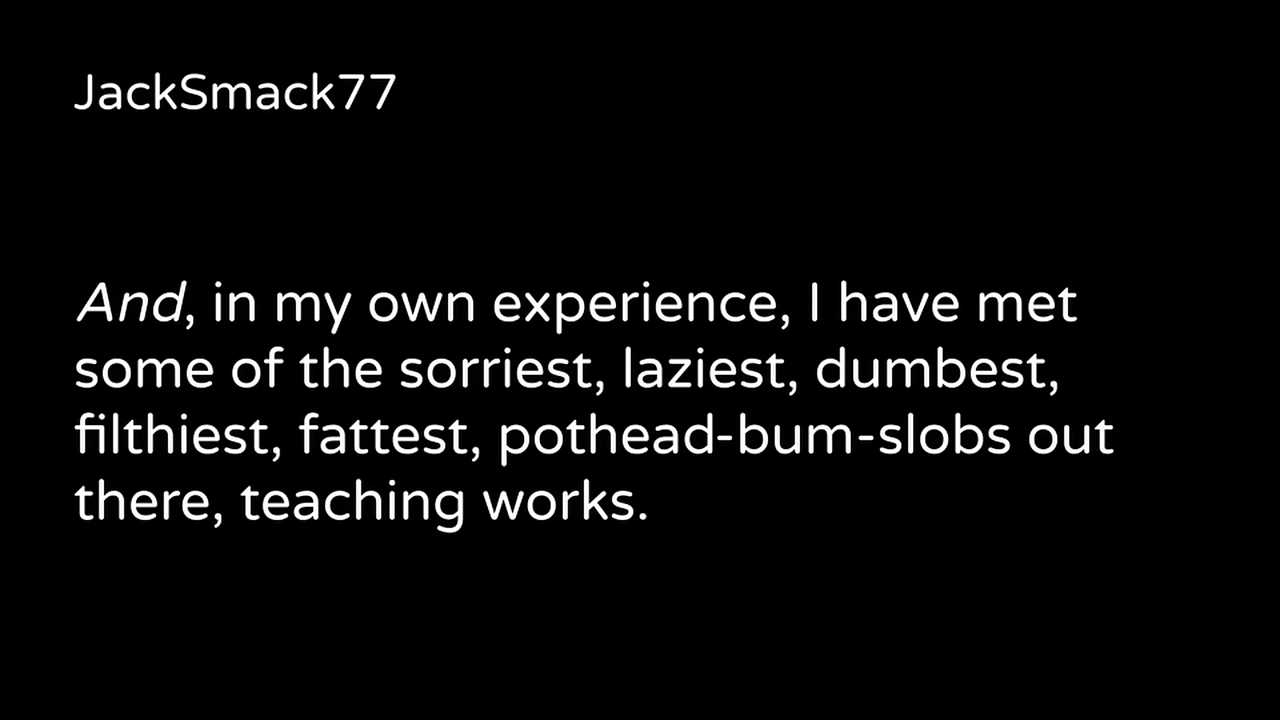 JackSmack77
And, in my own experience, I have met
some of the sorriest, laziest, dumbest,
filthiest, fattest, pothead-bum-slobs out
there, teaching works.